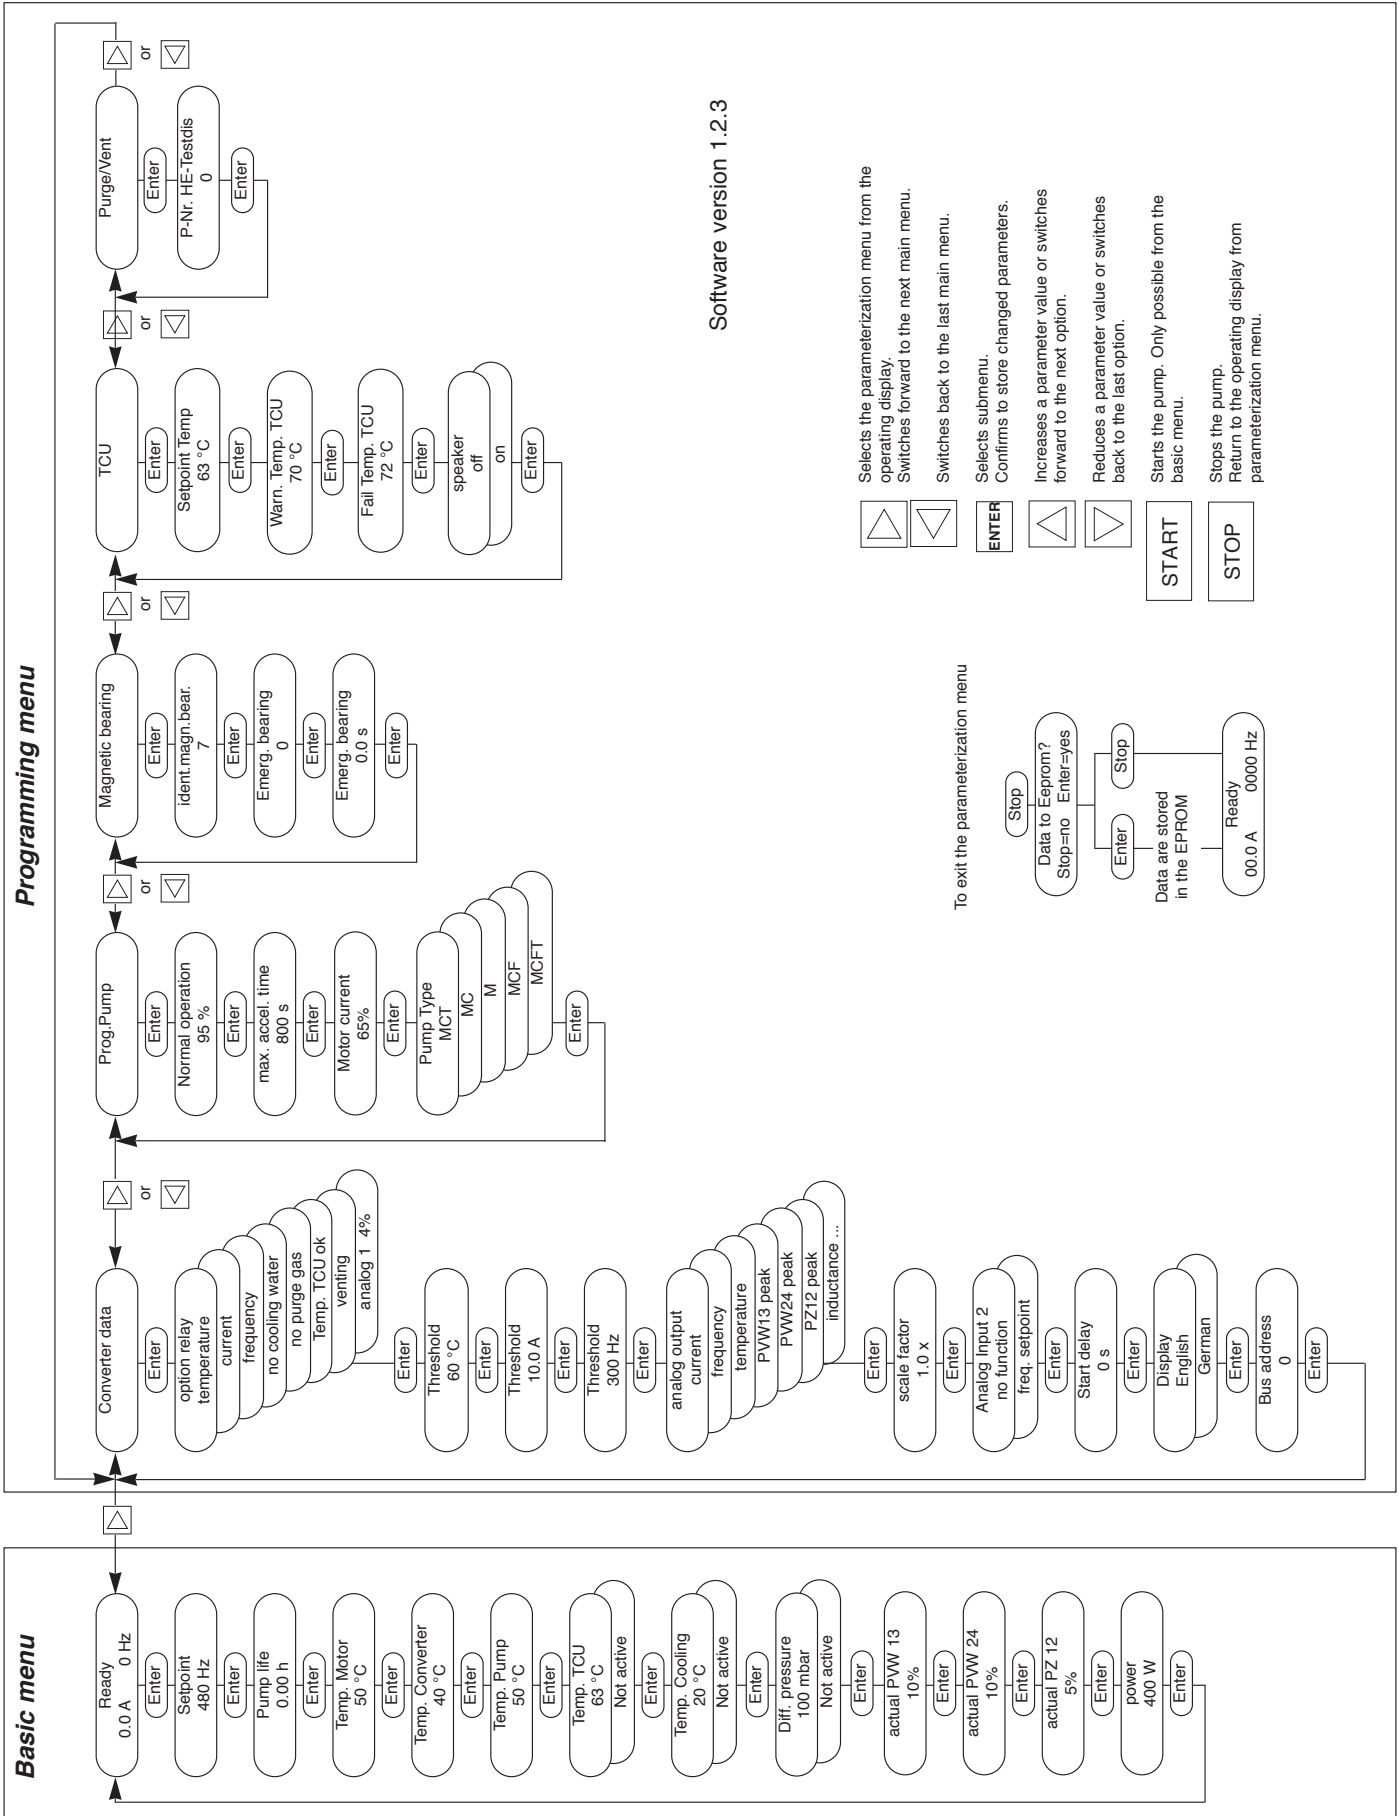 Basic menu
Ready
0.0 A 0 Hz
Enter
Setpoint
480 Hz
Enter
Pump life
0.00 h
Enter
Temp. Motor
50 °C
Enter
Temp. Converter
40 °C
Enter
Temp. Pump
50 °C
Enter
Temp. TCU
63 °C
Not active
Enter
Temp. Cooling
20 °C
Not active
Enter
Diff. pressure
100 mbar
Not active
Enter
actual PVW 13
10%
Enter
actual PVW 24
10%
Enter
actual PZ 12
5%
Enter
power
400 W
Enter
Programming menu
Converter data
Enter
option relay
temperature
current
frequency
no cooling water
no purge gas
Temp. TCU ok
venting
analog 1 4%
Enter
Threshold
60 °C
Enter
Threshold
10.0 A
Enter
Threshold
300 Hz
Enter
analog output
current
frequency
temperature
PVW13 peak
PVW24 peak
PZ12 peak
inductance ...
Enter
scale factor
1.0 x
Enter
Analog Input 2
no function
freq. setpoint
Enter
Start delay
0 s
Enter
Display
English
German
Enter
Bus address
0
Enter
or
Prog.Pump
Enter
Normal operation
95 %
Enter
max. accel. time
800 s
Enter
Motor current
65%
Enter
Pump Type
MCT
MC
M
MCF
MCFT
Enter
or
Magnetic bearing
Enter
ident.magn.bear.
7
Enter
Emerg. bearing
0
Enter
Emerg. bearing
0.0 s
Enter
or
TCU
Enter
Setpoint Temp
63 °C
Enter
Warn. Temp. TCU
70 °C
Enter
Fail Temp. TCU
72 °C
Enter
speaker
off
on
Enter
or
Purge/Vent
Enter
P-Nr. HE-Testdis
0
Enter
or
Software version 1.2.3
To exit the parameterization menu
Stop
Data to Eeprom?
Stop=no Enter=yes
Enter
Stop
Data are stored
in the EPROM
Ready
00.0 A 0000 Hz
Selects the parameterization menu from the
operating display.
Switches forward to the next main menu.
Switches back to the last main menu.
ENTER
Selects submenu.
Confirms to store changed parameters.
Increases a parameter value or switches
forward to the next option.
Reduces a parameter value or switches
back to the last option.
START
Starts the pump. Only possible from the
basic menu.
STOP
Stops the pump.
Return to the operating display from
parameterization menu.